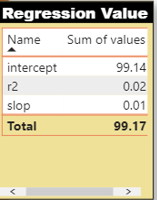 Regression Value
Name Sum of values
intercept 99.14
r2 0.02
slop 0.01
Total 99.17